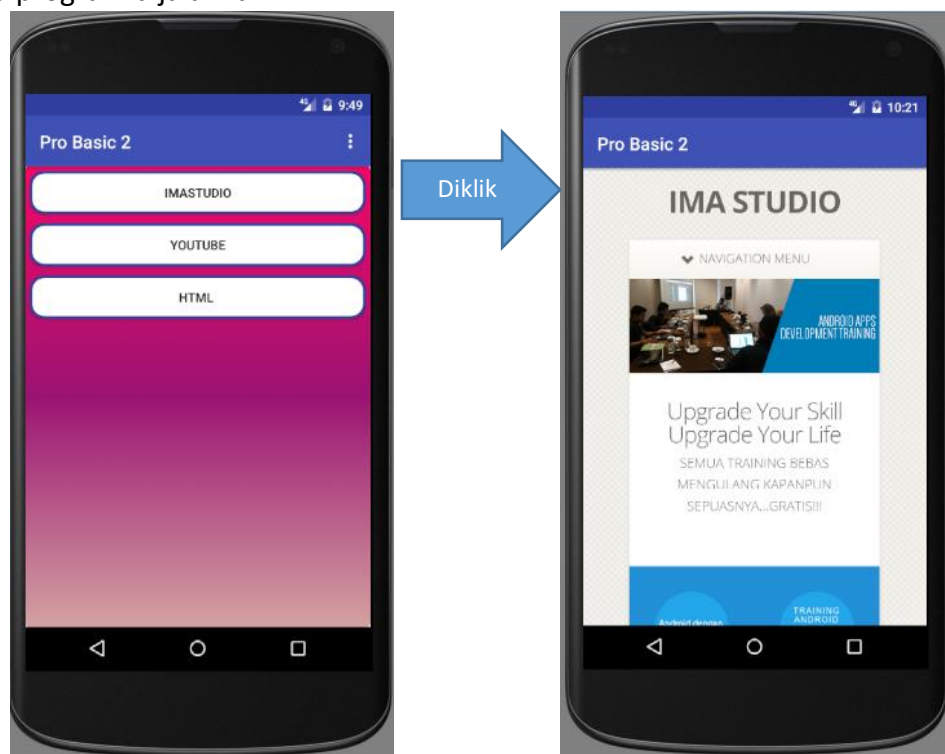 9:49
Pro Basic 2
IMASTUDIO
YOUTUBE
HTML
Diklik
10:21
Pro Basic 2
IMA STUDIO
NAVIGATION MENU
ANDROID APPS
DEVELOPMENT TRAINING
Upgrade Your Skill
Upgrade Your Life
SEMUA TRAINING BEBAS
MENGULANG KAPANPUN
SEPUASNYA...GRATIS!!!
Android dengan
TRAINING
ANDROID